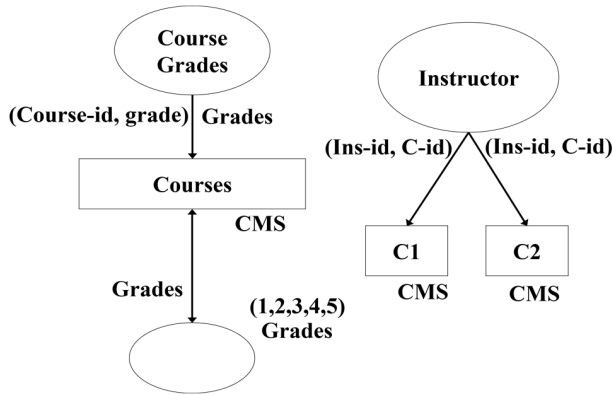 Course
Grades
(Course-id, grade) Grades
Courses
CMS
Grades
(1,2,3,4,5)
Grades
Instructor
(Ins-id, C-id) (Ins-id, C-id)
C1
CMS
C2
CMS